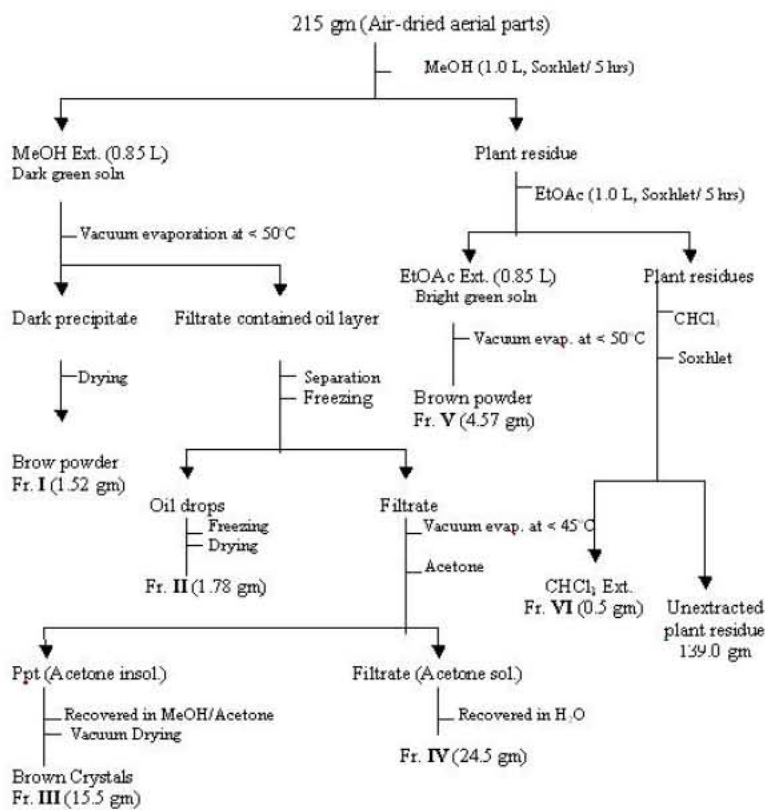 215 gm (Air-dried aerial parts)
MeOH (1.0 L, Soxhlet/ 5 hrs)
MeOH Ext. (0.85 L)
Dark green soln
Plant residue
EtOAc (1.0 L, Soxhlet/ 5 hrs)
Vacuum evaporation at < 50°C
EtOAc Ext. (0.85 L)
Bright green soln
Plant residues
Dark precipitate
Filtrate contained oil layer
CHCl₃
Vacuum evap. at < 50°C
Soxhlet
Drying
Separation
Freezing
Brown powder
Fr. V (4.57 gm)
Brow powder
Fr. I (1.52 gm)
Oil drops
Filtrate
Freezing
Drying
Vacuum evap. at < 45°C
Acetone
Fr. II (1.78 gm)
CHCl₃ Ext.
Fr. VI (0.5 gm)
Unextracted
plant residue
139.0 gm
Ppt (Acetone insol.)
Filtrate (Acetone sol.)
Recovered in MeOH/Acetone
Vacuum Drying
Recovered in H₂O
Brown Crystals
Fr. III (15.5 gm)
Fr. IV (24.5 gm)